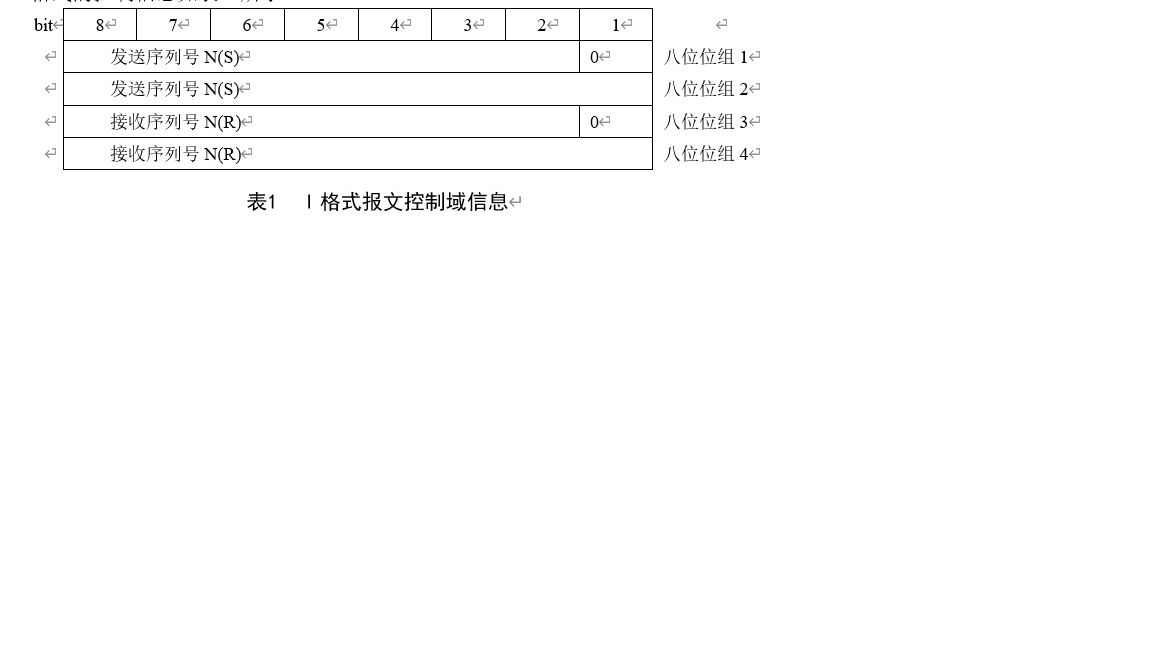 bit 8 7 6 5 4 3 2 1
发送序列号 N(S) 0 八位位组 1
发送序列号 N(S) 八位位组 2
接收序列号 N(R) 0 八位位组 3
接收序列号 N(R) 八位位组 4
表1 I 格式报文控制域信息